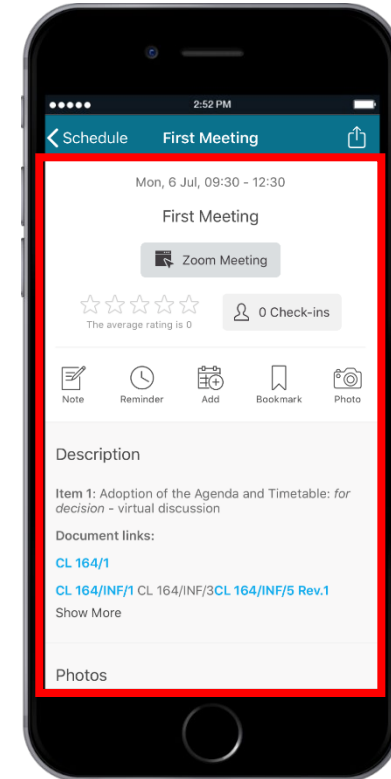 2:52 PM
Schedule First Meeting
Mon, 6 Jul, 09:30 - 12:30
First Meeting
Zoom Meeting
The average rating is 0
0 Check-ins
Note Reminder Add Bookmark Photo
Description
Item 1: Adoption of the Agenda and Timetable: for
decision - virtual discussion
Document links:
CL 164/1
CL 164/INF/1 CL 164/INF/3CL 164/INF/5 Rev.1
Show More
Photos